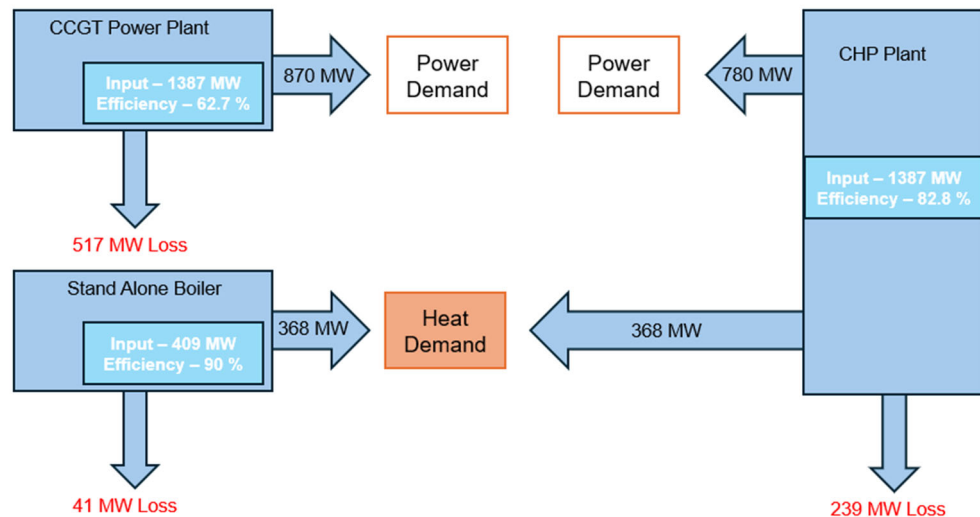 CCGT Power Plant
Input – 1387 MW
Efficiency – 62.7 %
870 MW
Power
Demand
Power
Demand
780 MW
CHP Plant
Input – 1387 MW
Efficiency – 82.8 %
517 MW Loss
Stand Alone Boiler
Input – 409 MW
Efficiency – 90 %
368 MW
Heat
Demand
368 MW
41 MW Loss
239 MW Loss